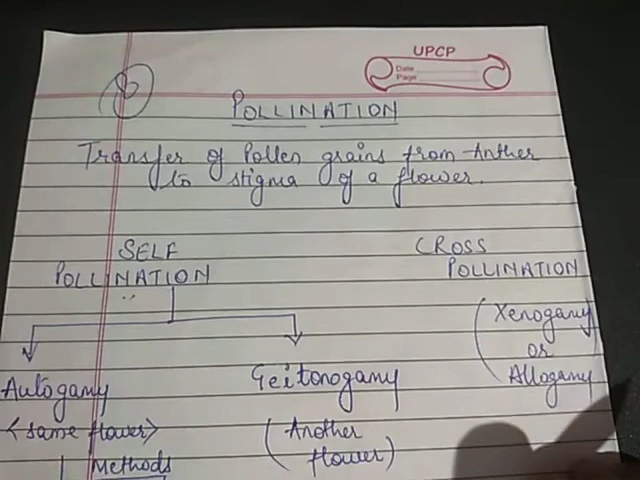 UPCP
Date
Page
6
POLLINATION
Transfer of Pollen grains from Anther
to stigma of a flower.
SELF
POLLINATION
CROSS
POLLINATION
(Xenogamy
or
Allogamy
Autogamy
<same flower>
Geitonogamy
(Another
flower)
Methods